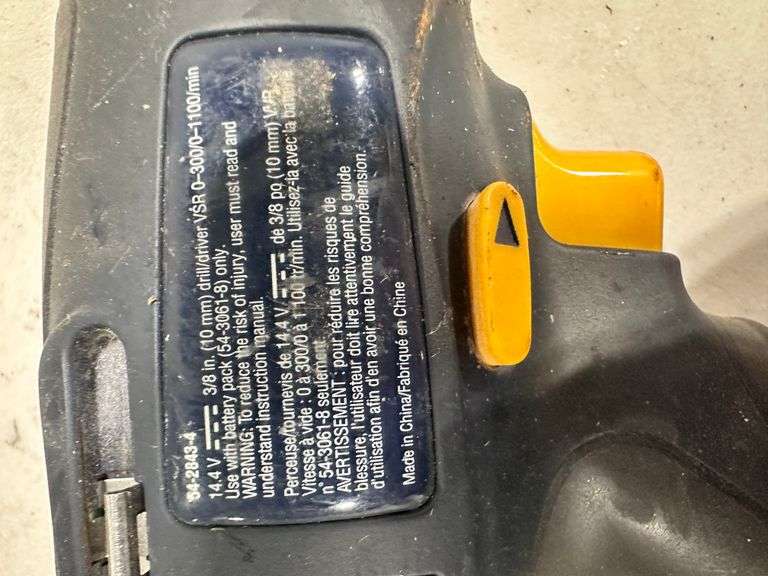 54-2843-4
14.4 V 3/8 in. (10 mm) drill/driver VSR 0-300/0-1100/min
Use with battery pack (54-3061-8) only.
WARNING: To reduce the risk of injury, user must read and
understand instruction manual.
Perceuse/tournevis de 14.4 V de 3/8 po (10 mm) VAR
Vitesse à vide : 0 à 300/0 à 1 100 tr/min. Utilisez-la avec la batterie
n° 54-3061-8 seulement.
AVERTISSEMENT : pour réduire les risques de
blessure, l'utilisateur doit lire attentivement le guide
d'utilisation afin d'en avoir une bonne compréhension.
Made in China/Fabriqué en Chine